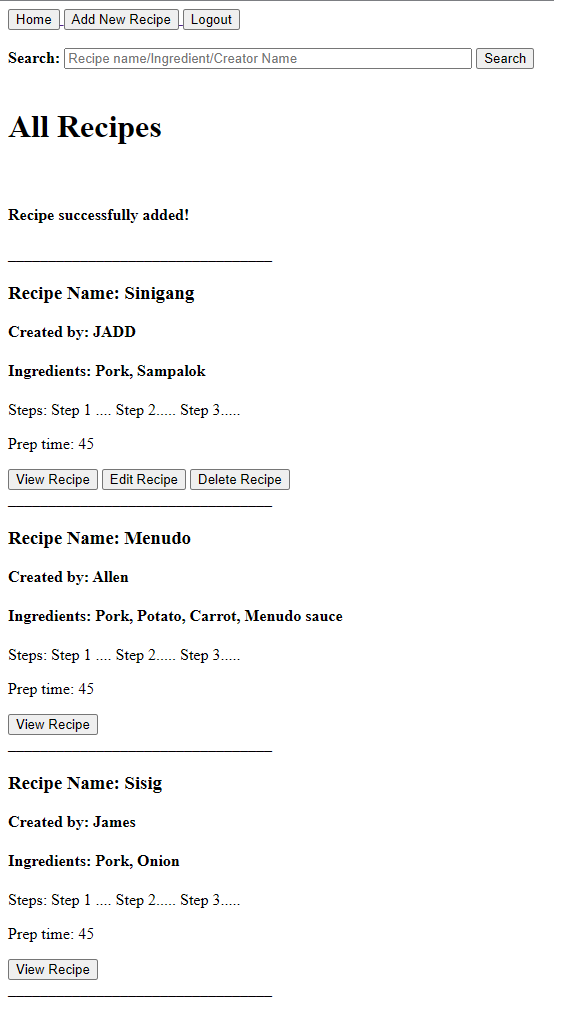 Home Add New Recipe Logout
Search: Recipe name/Ingredient/Creator Name Search
All Recipes
Recipe successfully added!
Recipe Name: Sinigang
Created by: JADD
Ingredients: Pork, Sampalok
Steps: Step 1 .... Step 2..... Step 3.....
Prep time: 45
View Recipe Edit Recipe Delete Recipe
Recipe Name: Menudo
Created by: Allen
Ingredients: Pork, Potato, Carrot, Menudo sauce
Steps: Step 1 .... Step 2..... Step 3.....
Prep time: 45
View Recipe
Recipe Name: Sisig
Created by: James
Ingredients: Pork, Onion
Steps: Step 1 .... Step 2..... Step 3.....
Prep time: 45
View Recipe